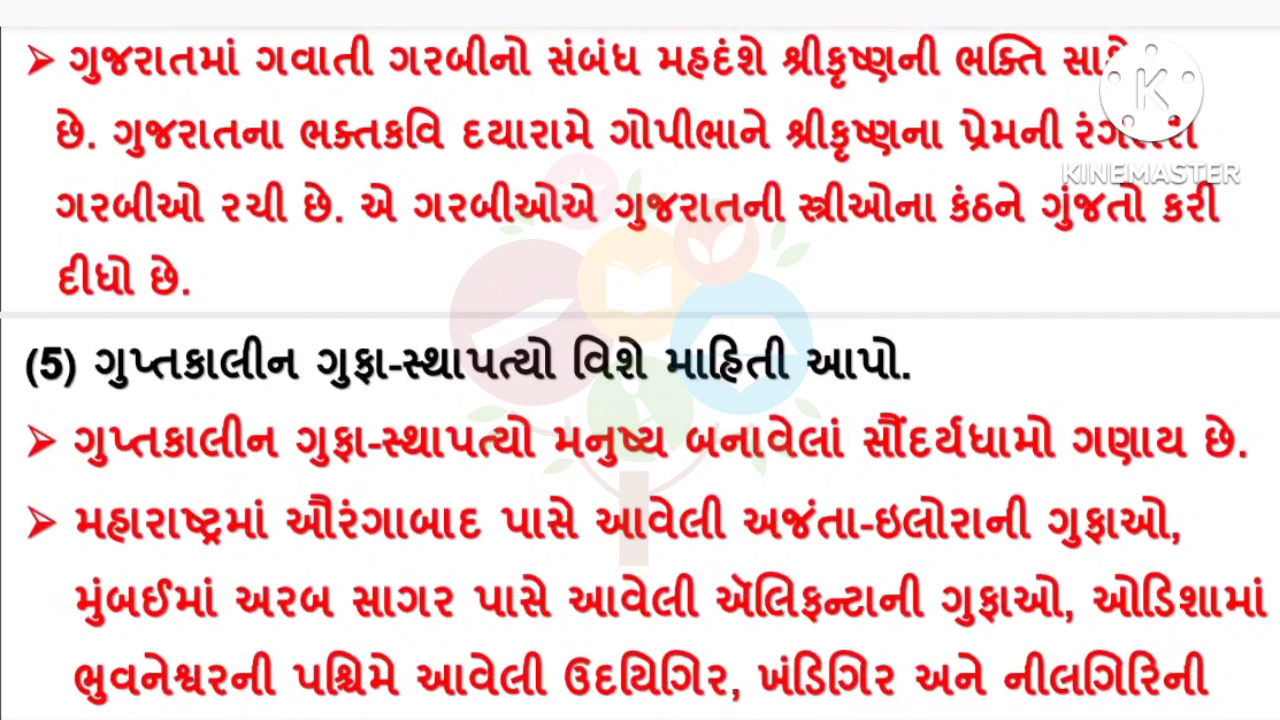 ➢ ગુજરાતમાં ગવાતી ગરબીનો સંબંધ મહદંશે શ્રીકૃષ્ણની ભક્તિ
છે. ગુજરાતના ભક્તકવિ દયારામે ગોપીભાને શ્રીકૃષ્ણના પ્રેમની
ગરબીઓ રચી છે. એ ગરબીઓએ ગુજરાતની સ્ત્રીઓના કંઠને ગુંજતો કરી
દીધો છે.
K
KINEMASTER
(5) ગુપ્તકાલીન ગુફા-સ્થાપત્યો વિશે માહિતી આપો.
➢ ગુપ્તકાલીન ગુફા-સ્થાપત્યો મનુષ્ય બનાવેલાં સૌંદર્યધામો ગણાય છે.
➢ મહારાષ્ટ્રમાં ઔરંગાબાદ પાસે આવેલી અજંતા-ઇલોરાની ગુફાઓ,
મુંબઈમાં અરબ સાગર પાસે આવેલી ઍલિફન્ટાની ગુફાઓ, ઓડિશામાં
ભુવનેશ્વરની પશ્ચિમે આવેલી ઉદયિગિર, ખંડિગિર અને નીલગિરિની